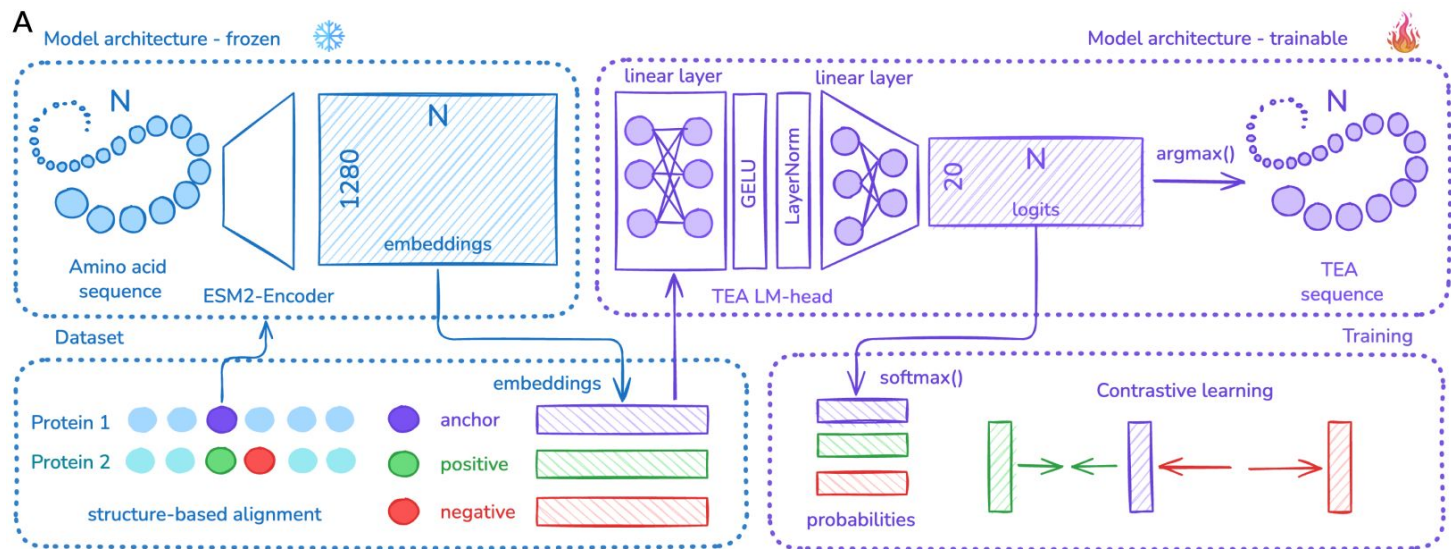 A
Model architecture - frozen
N
1280
N
embeddings
Amino acid
sequence
ESM2-Encoder
Model architecture - trainable
linear layer
GELU
LayerNorm
linear layer
20
N
logits
argmax()
N
TEA LM-head
TEA
sequence
Dataset
Protein 1
Protein 2
structure-based alignment
anchor
positive
negative
embeddings
Training
softmax()
probabilities
Contrastive learning